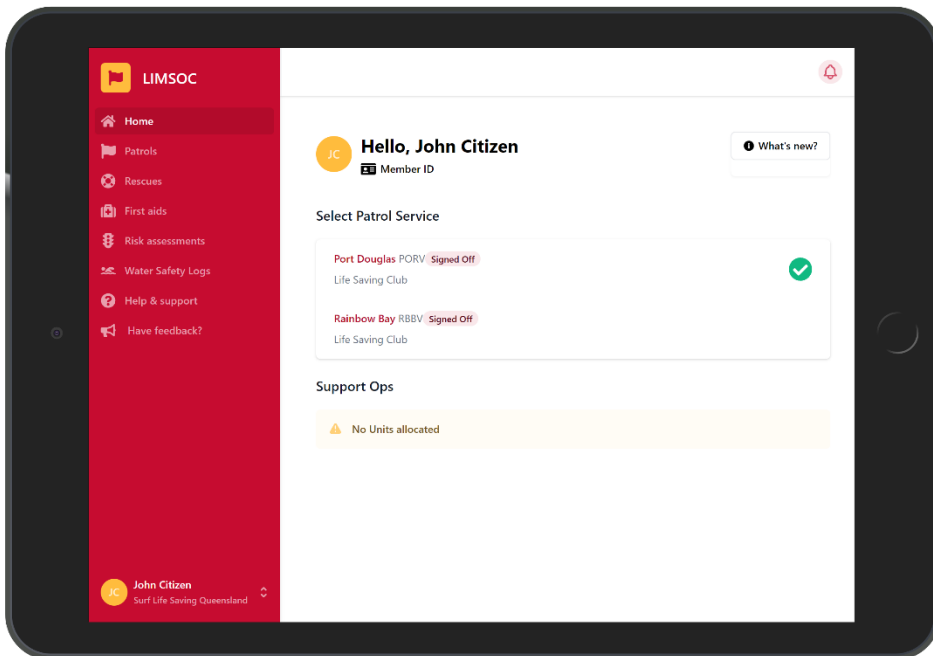 LIMSOC
Home
Patrols
Rescues
First aids
Risk assessments
Water Safety Logs
Help & support
Have feedback?
JC
John Citizen
Surf Life Saving Queensland
JC
Hello, John Citizen
Member ID
What's new?
Select Patrol Service
Port Douglas PORV Signed Off
Life Saving Club
Rainbow Bay RBBV Signed Off
Life Saving Club
Support Ops
No Units allocated